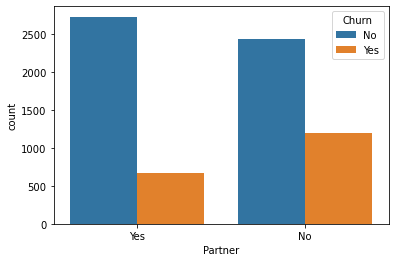 Churn
No
Yes
2500
2000
1500
1000
500
0
count
Yes No
Partner